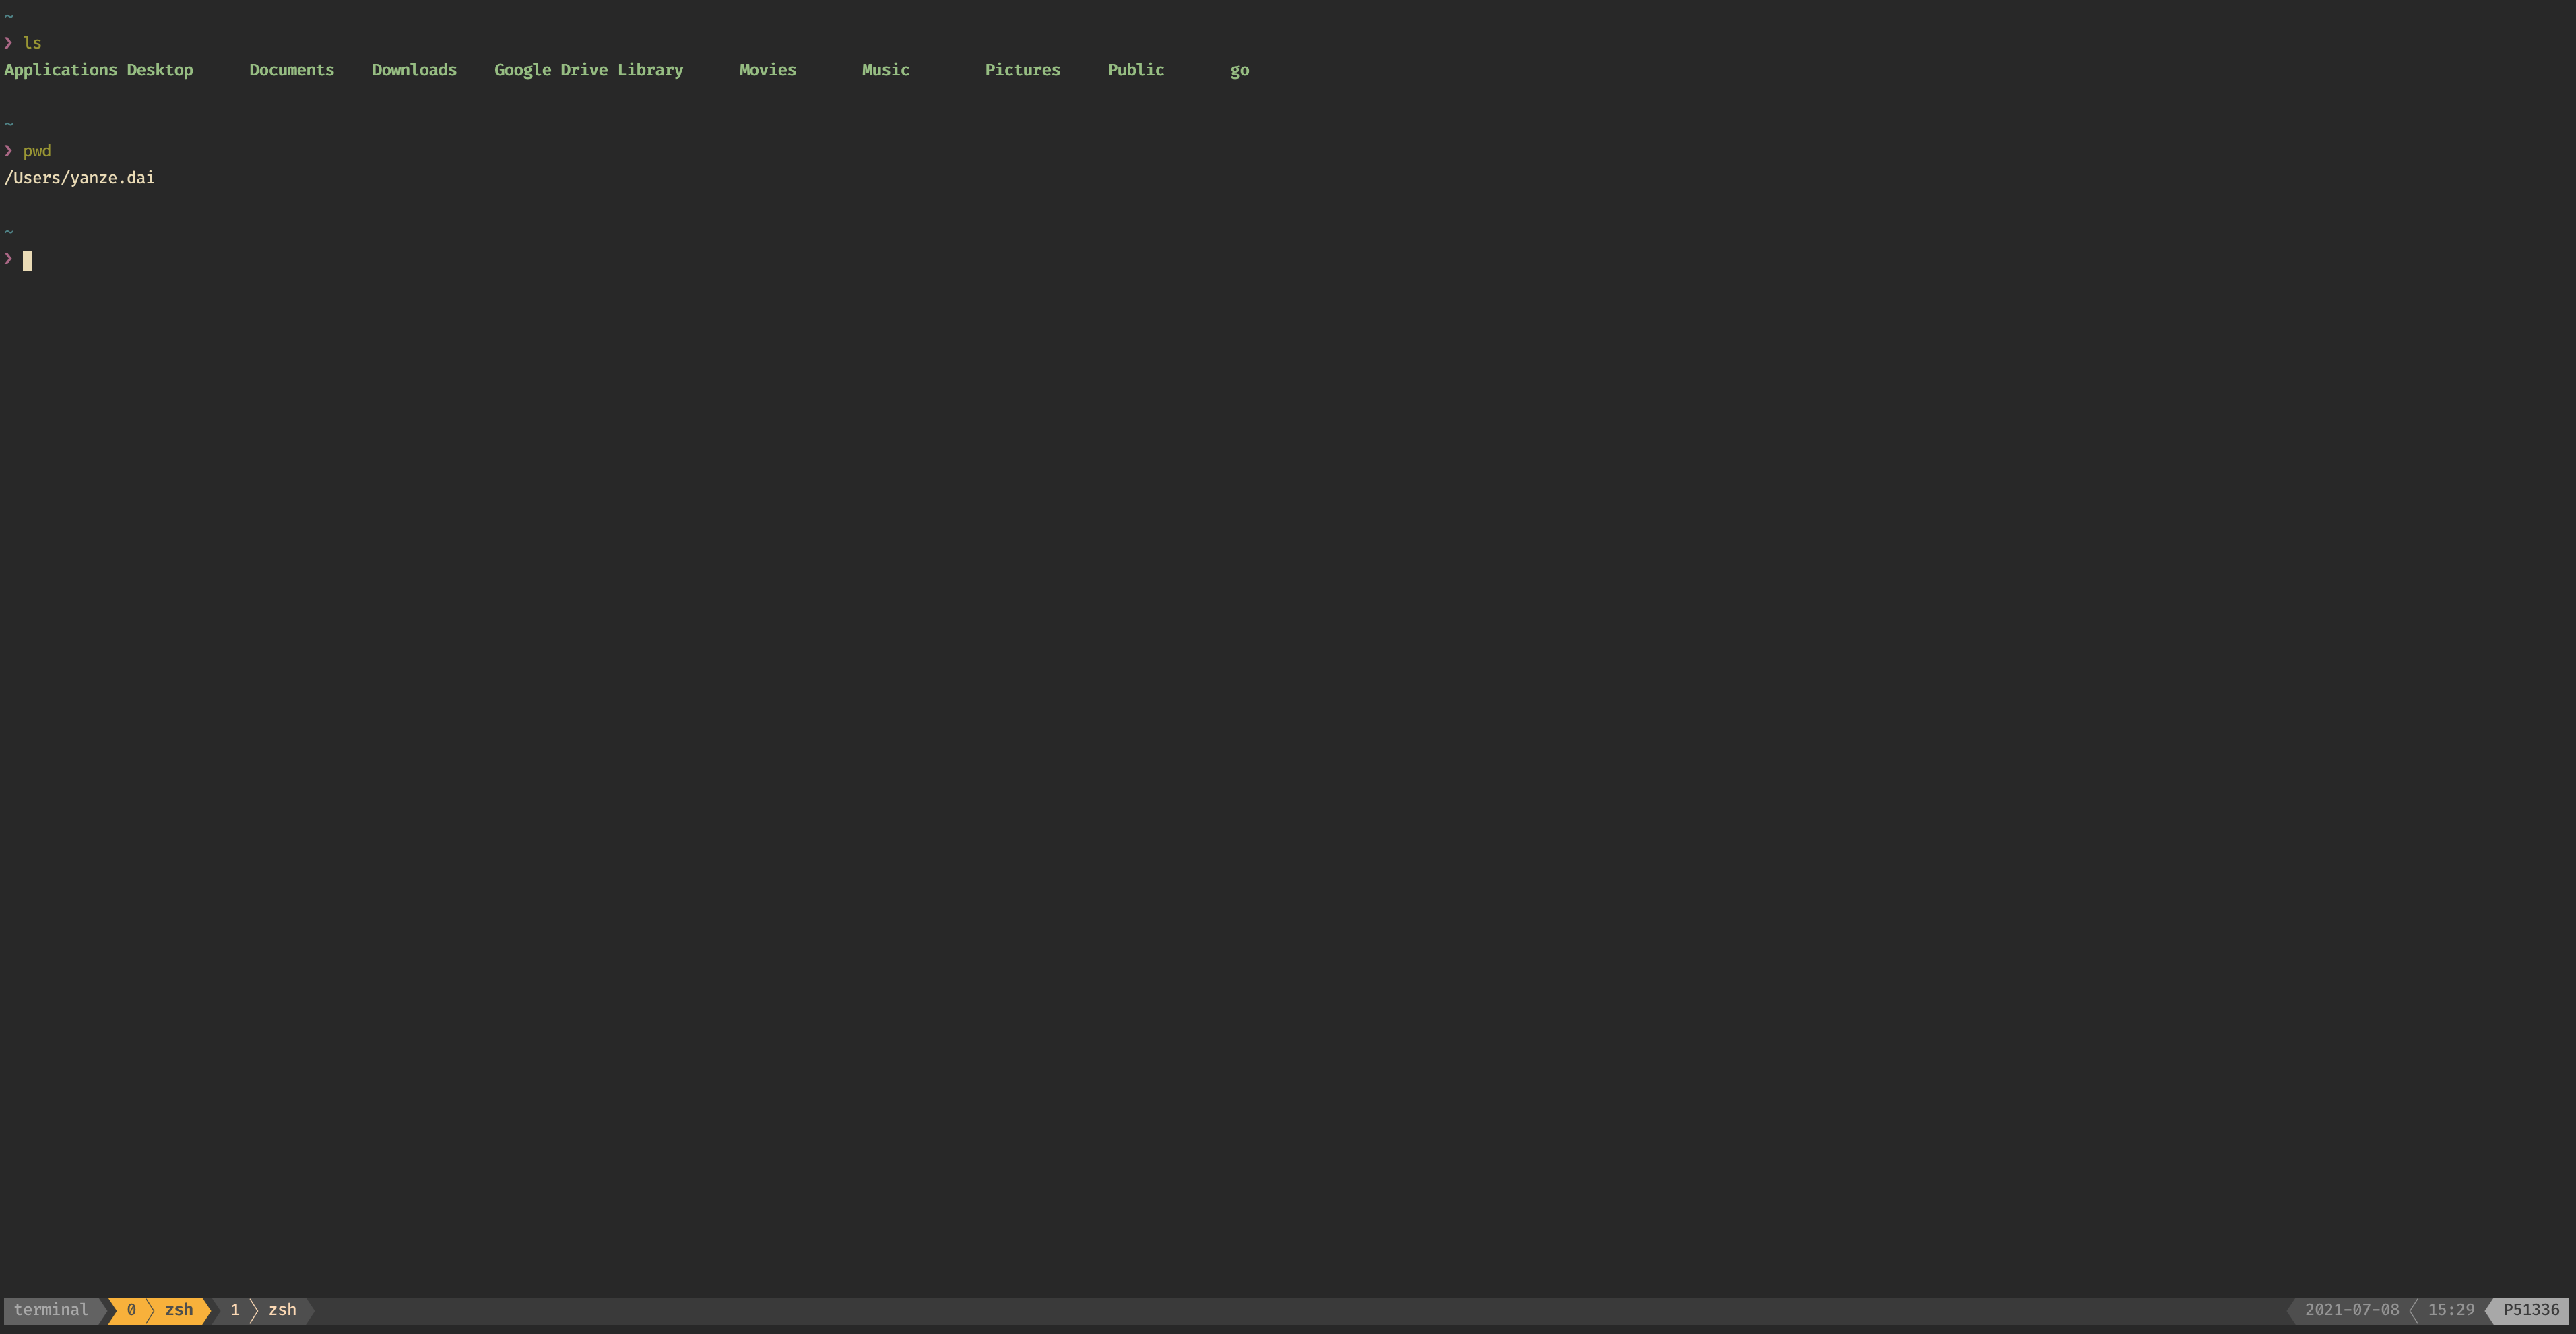 ~
❯ ls
Applications Desktop Documents Downloads Google Drive Library Movies Music Pictures Public go
~
❯ pwd
/Users/yanze.dai
~
❯
terminal 0 zsh 1 zsh 2021-07-08 15:29 P51336